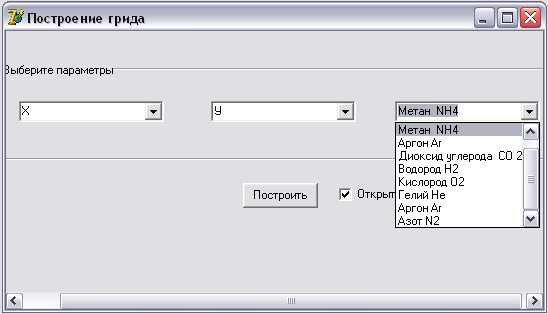 Построение грида
Выберите параметры
X
У
Метан NH4
Метан NH4
Аргон Ar
Диоксид углерода CO 2
Водород H2
Кислород O2
Гелий He
Аргон Ar
Азот N2
Построить
Открыт